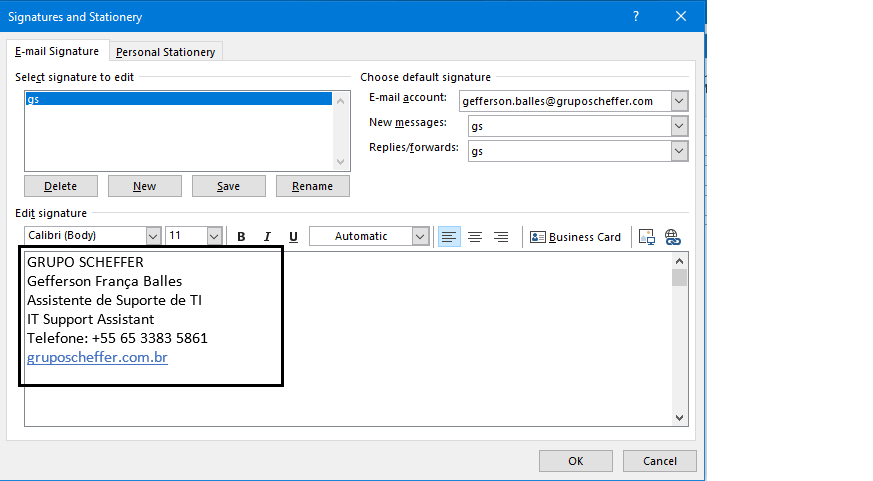 Signatures and Stationery
E-mail Signature
Personal Stationery
Select signature to edit
gs
Delete
New
Save
Rename
Choose default signature
E-mail account:
gefferson.balles@gruposcheffer.com
New messages:
gs
Replies/forwards:
gs
Edit signature
Calibri (Body)
11
B
I
U
Automatic
Business Card
GRUPO SCHEFFER
Gefferson França Balles
Assistente de Suporte de TI
IT Support Assistant
Telefone: +55 65 3383 5861
gruposcheffer.com.br
OK
Cancel